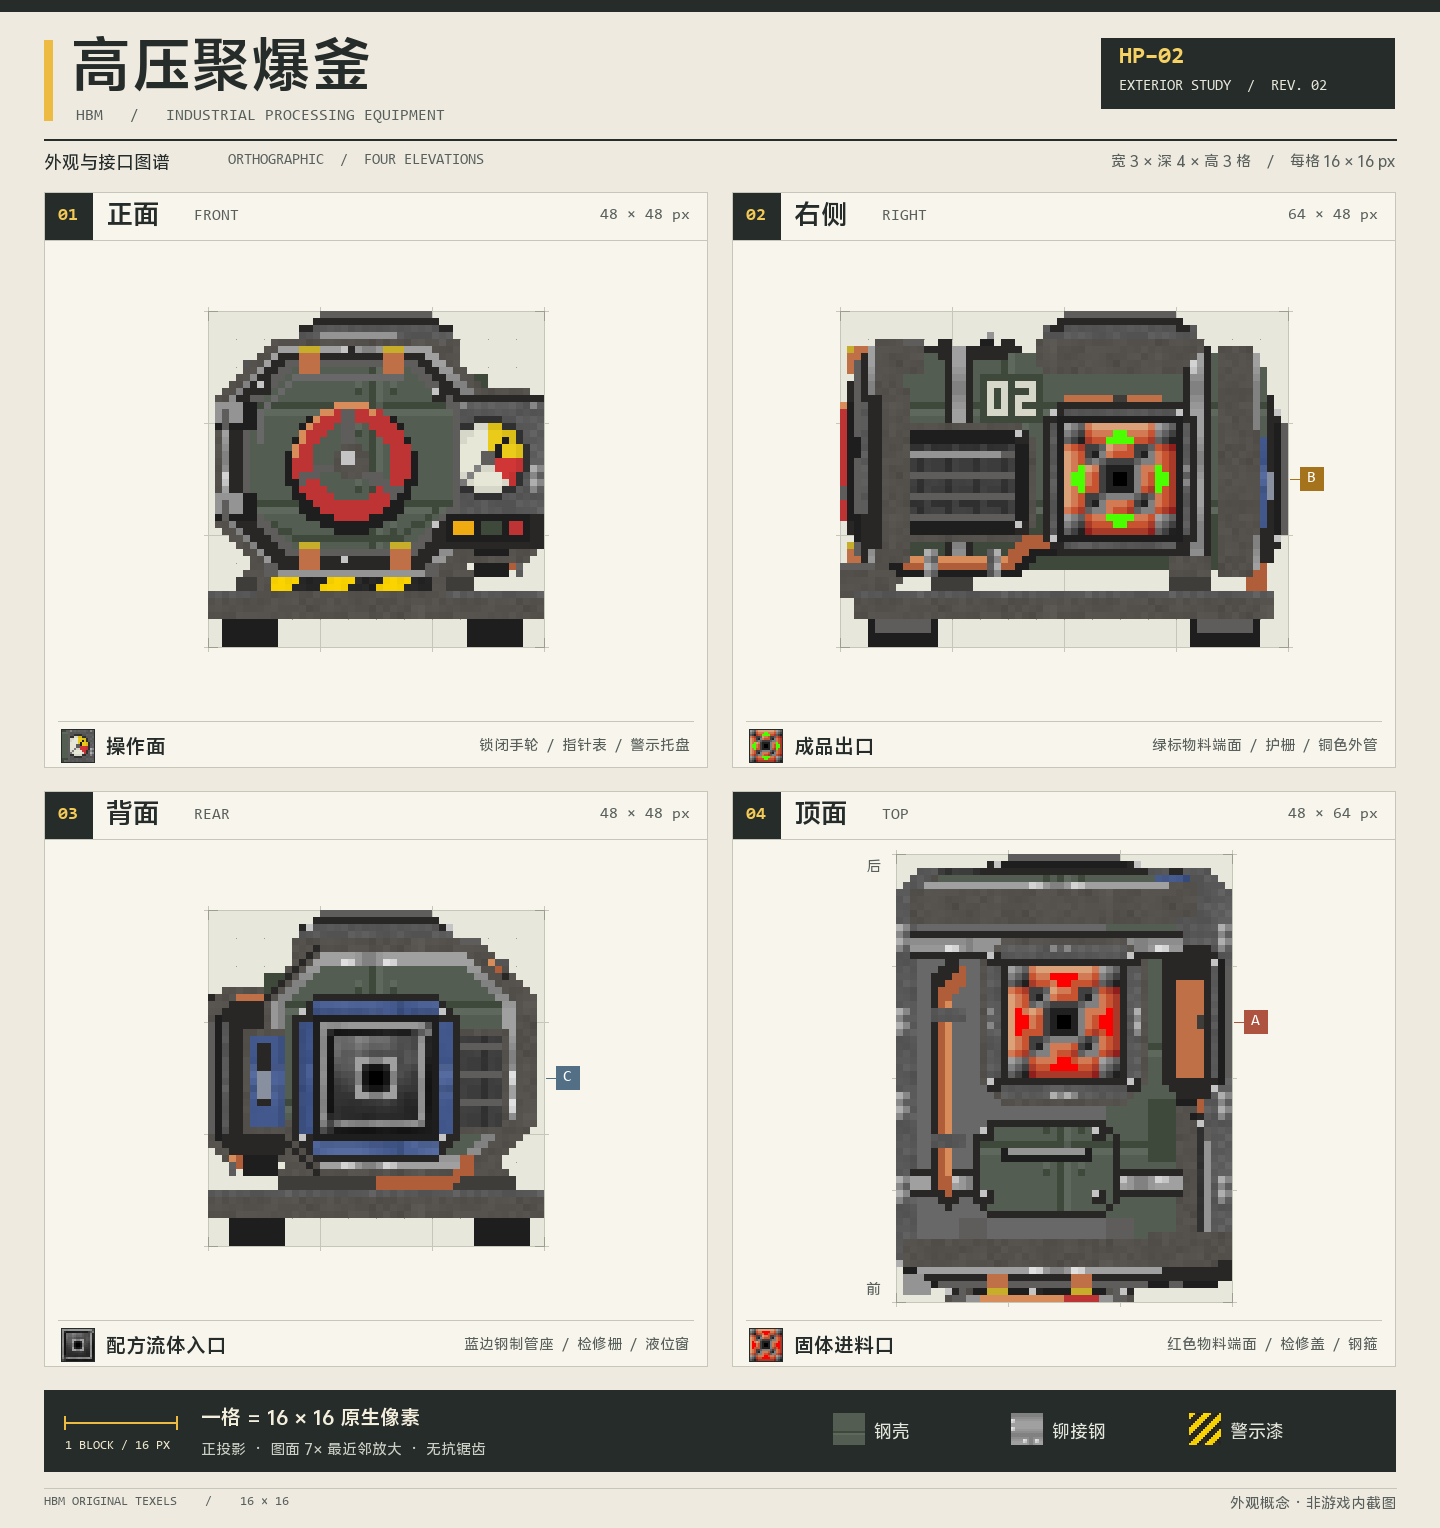 高压聚爆釜
HBM / INDUSTRIAL PROCESSING EQUIPMENT
HP-02
EXTERIOR STUDY / REV. 02
外观与接口图谱 ORTHOGRAPHIC / FOUR ELEVATIONS 宽 3 × 深 4 × 高 3 格 / 每格 16 × 16 px
01 正面 FRONT 48 × 48 px
操作面 锁闭手轮 / 指针表 / 警示托盘
02 右侧 RIGHT 64 × 48 px
02
B
成品出口 绿标物料端面 / 护栅 / 铜色外管
03 背面 REAR 48 × 48 px
C
配方流体入口 蓝边钢制管座 / 检修栅 / 液位窗
04 顶面 TOP 48 × 64 px
后
A
前
固体进料口 红色物料端面 / 检修盖 / 钢箍
1 BLOCK / 16 PX
一格 = 16 × 16 原生像素
正投影 · 图面 7× 最近邻放大 · 无抗锯齿
钢壳 铆接钢 警示漆
HBM ORIGINAL TEXELS / 16 × 16 外观概念 · 非游戏内截图